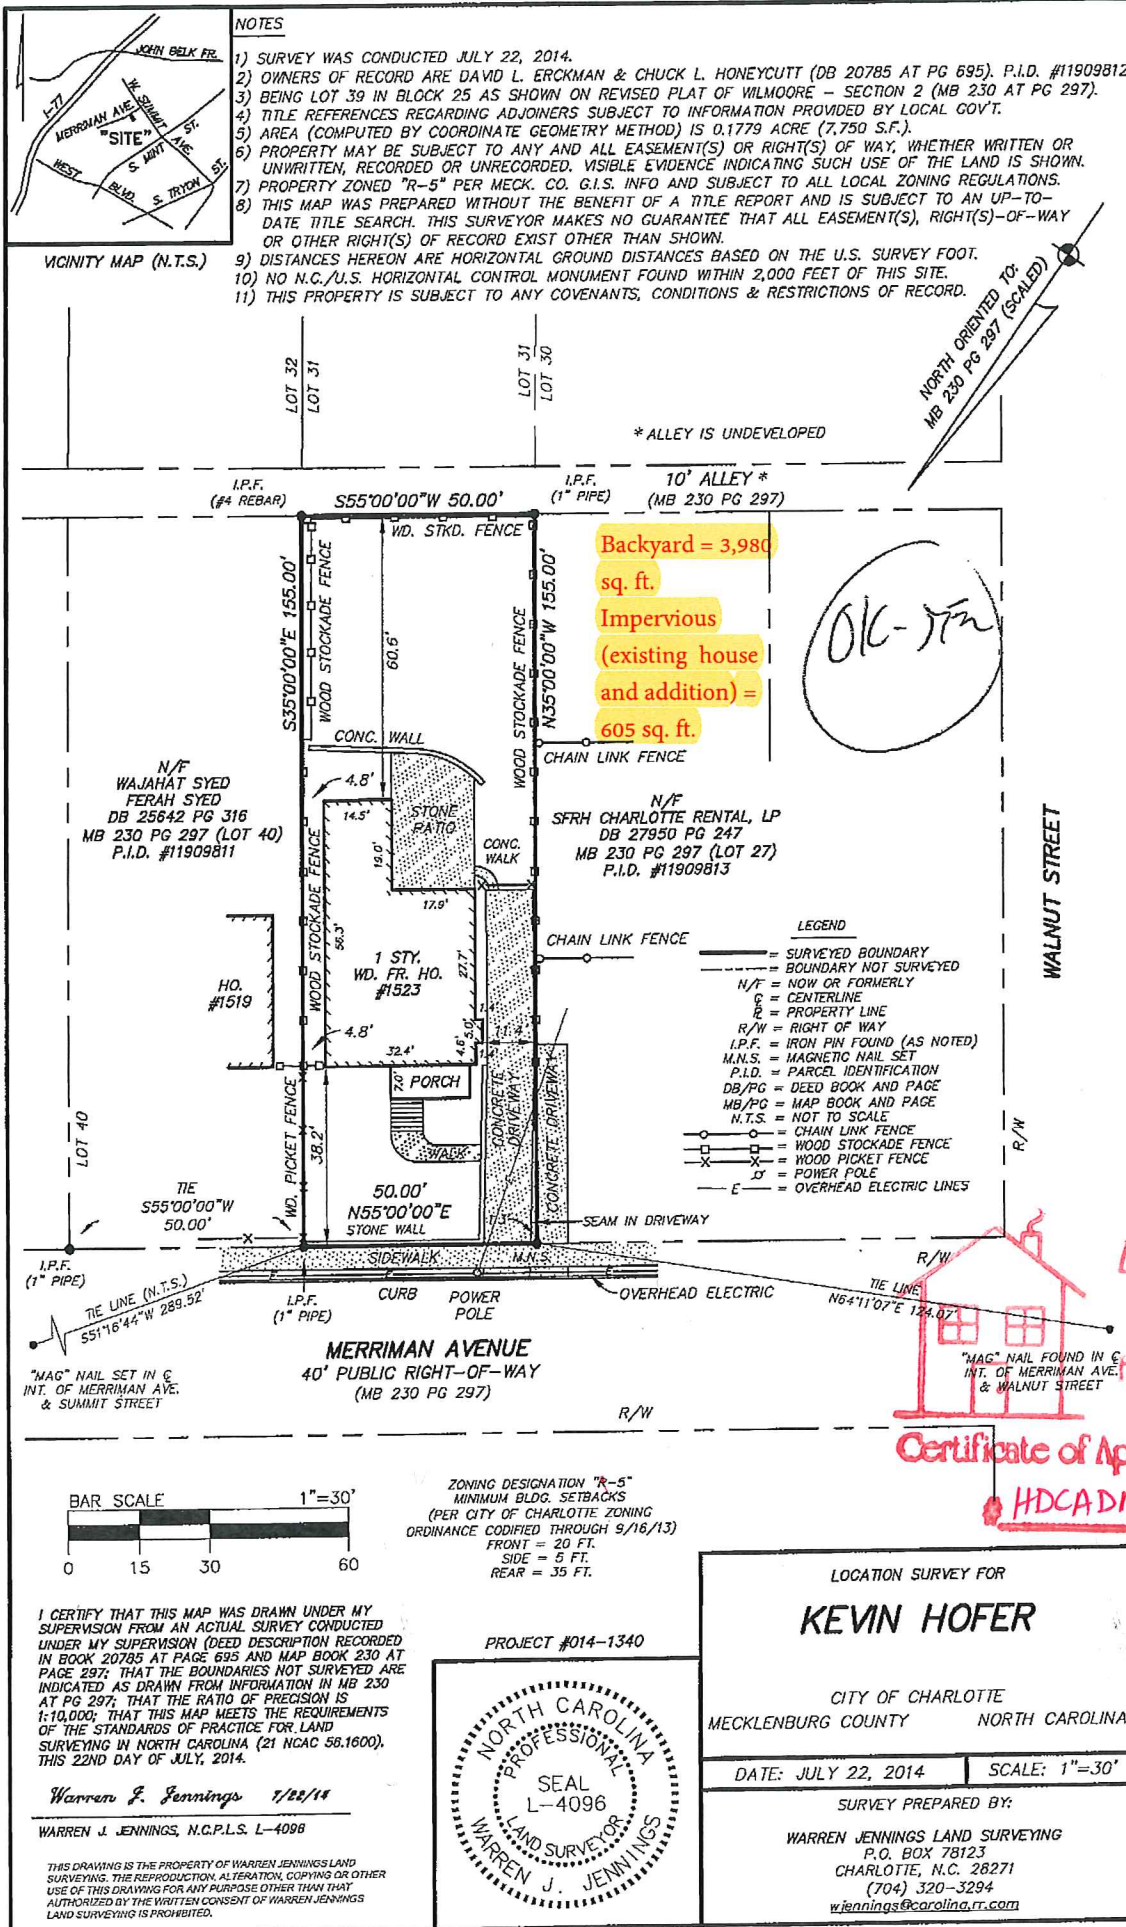 NOTES
1) SURVEY WAS CONDUCTED JULY 22, 2014.
2) OWNERS OF RECORD ARE DAVID L. ERCKMAN & CHUCK L. HONEYCUTT (DB 20785 AT PG 695). P.I.D. #11909812
3) BEING LOT 39 IN BLOCK 25 AS SHOWN ON REVISED PLAT OF WILMOORE - SECTION 2 (MB 230 AT PG 297).
4) TITLE REFERENCES REGARDING ADJOINERS SUBJECT TO INFORMATION PROVIDED BY LOCAL GOV'T.
5) AREA (COMPUTED BY COORDINATE GEOMETRY METHOD) IS 0.1779 ACRE (7,750 S.F.).
6) PROPERTY MAY BE SUBJECT TO ANY AND ALL EASEMENT(S) OR RIGHT(S) OF WAY, WHETHER WRITTEN OR
UNWRITTEN, RECORDED OR UNRECORDED. VISIBLE EVIDENCE INDICATING SUCH USE OF THE LAND IS SHOWN.
7) PROPERTY ZONED "R-5" PER MECK. CO. G.I.S. INFO AND SUBJECT TO ALL LOCAL ZONING REGULATIONS.
8) THIS MAP WAS PREPARED WITHOUT THE BENEFIT OF A TITLE REPORT AND IS SUBJECT TO AN UP-TO-
DATE TITLE SEARCH. THIS SURVEYOR MAKES NO GUARANTEE THAT ALL EASEMENT(S), RIGHT(S)-OF-WAY
OR OTHER RIGHT(S) OF RECORD EXIST OTHER THAN SHOWN.
9) DISTANCES HEREON ARE HORIZONTAL GROUND DISTANCES BASED ON THE U.S. SURVEY FOOT.
10) NO N.C./U.S. HORIZONTAL CONTROL MONUMENT FOUND WITHIN 2,000 FEET OF THIS SITE.
11) THIS PROPERTY IS SUBJECT TO ANY COVENANTS, CONDITIONS & RESTRICTIONS OF RECORD.
JOHN BELK FR.
I-77
W. SUMMIT AVE.
MERRIMAN AVE.
"SITE"
S. MINT ST.
WEST BLVD.
S. TRYON ST.
VICINITY MAP (N.T.S.)
NORTH ORIENTED TO:
MB 230 PG 297 (SCALED)
LOT 32
LOT 31
LOT 31
LOT 30
* ALLEY IS UNDEVELOPED
I.P.F.
(#4 REBAR)
S55°00'00"W 50.00'
I.P.F.
(1" PIPE)
10' ALLEY *
(MB 230 PG 297)
WD. STKD. FENCE
S35°00'00"E 155.00'
WOOD STOCKADE FENCE
60.6'
WOOD STOCKADE FENCE
N35°00'00"W 155.00'
Backyard = 3,980
sq. ft.
Impervious
(existing house
and addition) =
605 sq. ft.
OK-
CONC. WALL
CHAIN LINK FENCE
N/F
WAJAHAT SYED
FERAH SYED
DB 25642 PG 316
MB 230 PG 297 (LOT 40)
P.I.D. #11909811
4.8'
14.5'
19.0'
STONE
PATIO
CONC.
WALK
N/F
SFRH CHARLOTTE RENTAL, LP
DB 27950 PG 247
MB 230 PG 297 (LOT 27)
P.I.D. #11909813
WALNUT STREET
17.9'
WOOD STOCKADE FENCE
56.3'
1 STY.
WD. FR. HO.
#1523
27.7'
CHAIN LINK FENCE
HO.
#1519
4.8'
32.4'
4.6'
5.0'
1.4'
11.4'
7.0'
PORCH
CONCRETE
DRIVEWAY
CONCRETE DRIVEWAY
WD. PICKET FENCE
38.2'
WALK
LOT 40
TIE
S55°00'00"W
50.00'
50.00'
N55°00'00"E
STONE WALL
1.3'
SEAM IN DRIVEWAY
LEGEND
= SURVEYED BOUNDARY
= BOUNDARY NOT SURVEYED
N/F = NOW OR FORMERLY
℄ = CENTERLINE
PL = PROPERTY LINE
R/W = RIGHT OF WAY
I.P.F. = IRON PIN FOUND (AS NOTED)
M.N.S. = MAGNETIC NAIL SET
P.I.D. = PARCEL IDENTIFICATION
DB/PG = DEED BOOK AND PAGE
MB/PG = MAP BOOK AND PAGE
N.T.S. = NOT TO SCALE
= CHAIN LINK FENCE
= WOOD STOCKADE FENCE
= WOOD PICKET FENCE
= POWER POLE
E = OVERHEAD ELECTRIC LINES
R/W
I.P.F.
(1" PIPE)
SIDEWALK
M.N.S.
E
E
CURB
POWER
POLE
OVERHEAD ELECTRIC
I.P.F.
(1" PIPE)
TIE LINE (N.T.S.)
S51°16'44"W 289.52'
R/W
TIE LINE
N64°11'07"E 124.07'
"MAG" NAIL SET IN ℄
INT. OF MERRIMAN AVE.
& SUMMIT STREET
MERRIMAN AVENUE
40' PUBLIC RIGHT-OF-WAY
(MB 230 PG 297)
"MAG" NAIL FOUND IN ℄
INT. OF MERRIMAN AVE.
& WALNUT STREET
R/W
Certificate of Ap
HDCADM
BAR SCALE 1"=30'
0 15 30 60
ZONING DESIGNATION "R-5"
MINIMUM BLDG. SETBACKS
(PER CITY OF CHARLOTTE ZONING
ORDINANCE CODIFIED THROUGH 9/16/13)
FRONT = 20 FT.
SIDE = 5 FT.
REAR = 35 FT.
I CERTIFY THAT THIS MAP WAS DRAWN UNDER MY
SUPERVISION FROM AN ACTUAL SURVEY CONDUCTED
UNDER MY SUPERVISION (DEED DESCRIPTION RECORDED
IN BOOK 20785 AT PAGE 695 AND MAP BOOK 230 AT
PAGE 297; THAT THE BOUNDARIES NOT SURVEYED ARE
INDICATED AS DRAWN FROM INFORMATION IN MB 230
AT PG 297; THAT THE RATIO OF PRECISION IS
1:10,000; THAT THIS MAP MEETS THE REQUIREMENTS
OF THE STANDARDS OF PRACTICE FOR LAND
SURVEYING IN NORTH CAROLINA (21 NCAC 56.1600).
THIS 22ND DAY OF JULY, 2014.
Warren J. Jennings 7/22/14
WARREN J. JENNINGS, N.C.P.L.S. L-4096
THIS DRAWING IS THE PROPERTY OF WARREN JENNINGS LAND
SURVEYING. THE REPRODUCTION, ALTERATION, COPYING OR OTHER
USE OF THIS DRAWING FOR ANY PURPOSE OTHER THAN THAT
AUTHORIZED BY THE WRITTEN CONSENT OF WARREN JENNINGS
LAND SURVEYING IS PROHIBITED.
PROJECT #014-1340
NORTH CAROLINA
PROFESSIONAL
SEAL
L-4096
LAND SURVEYOR
WARREN J. JENNINGS
LOCATION SURVEY FOR
KEVIN HOFER
CITY OF CHARLOTTE
MECKLENBURG COUNTY NORTH CAROLINA
DATE: JULY 22, 2014 SCALE: 1"=30'
SURVEY PREPARED BY:
WARREN JENNINGS LAND SURVEYING
P.O. BOX 78123
CHARLOTTE, N.C. 28271
(704) 320-3294
wjennings@carolina.rr.com